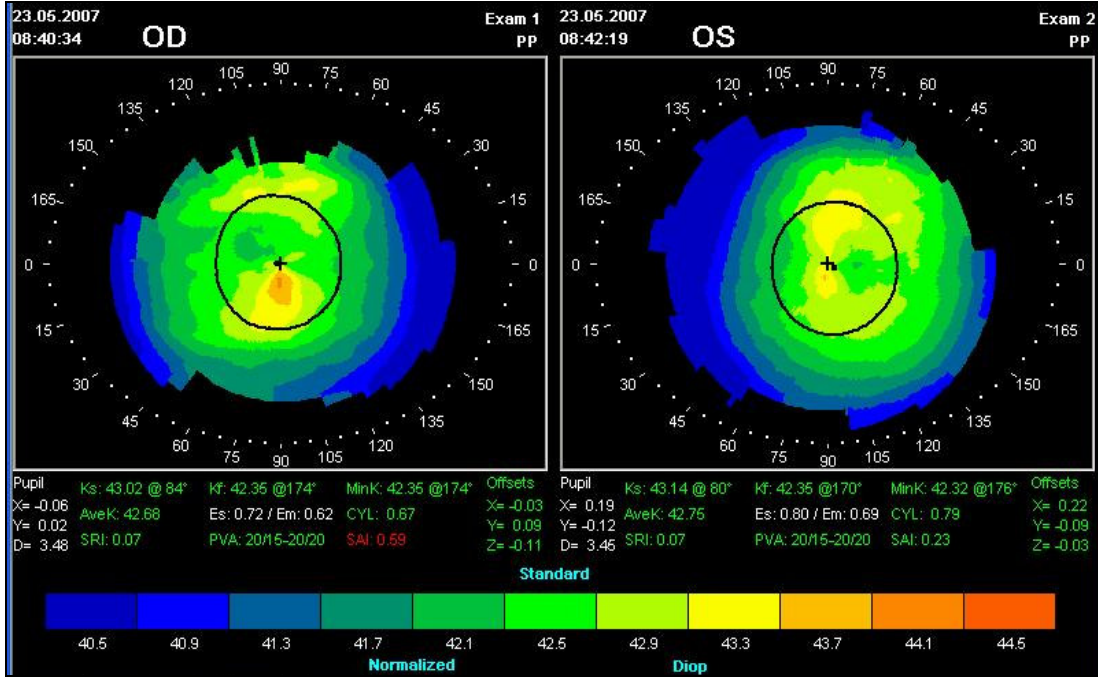 23.05.2007
08:40:34
OD
Exam 1
PP
90
105
75
120
60
135
45
150
30
165
15
0
0
15
165
30
150
45
135
60
120
75
105
90
Pupil
X= -0.06
Y= 0.02
D= 3.48
Ks: 43.02 @ 84°
Kf: 42.35 @174°
MinK: 42.35 @174°
AveK: 42.68
Es: 0.72 / Em: 0.62
CYL: 0.67
SRI: 0.07
PVA: 20/15-20/20
SAI: 0.59
Offsets
X= -0.03
Y= 0.09
Z= -0.11
23.05.2007
08:42:19
OS
Exam 2
PP
90
105
75
120
60
135
45
150
30
165
15
0
0
15
165
30
150
45
135
60
120
75
105
90
Pupil
X= 0.19
Y= -0.12
D= 3.45
Ks: 43.14 @ 80°
Kf: 42.35 @170°
MinK: 42.32 @176°
AveK: 42.75
Es: 0.80 / Em: 0.69
CYL: 0.79
SRI: 0.07
PVA: 20/15-20/20
SAI: 0.23
Offsets
X= 0.22
Y= -0.09
Z= -0.03
Standard
40.5 40.9 41.3 41.7 42.1 42.5 42.9 43.3 43.7 44.1 44.5
Normalized Diop